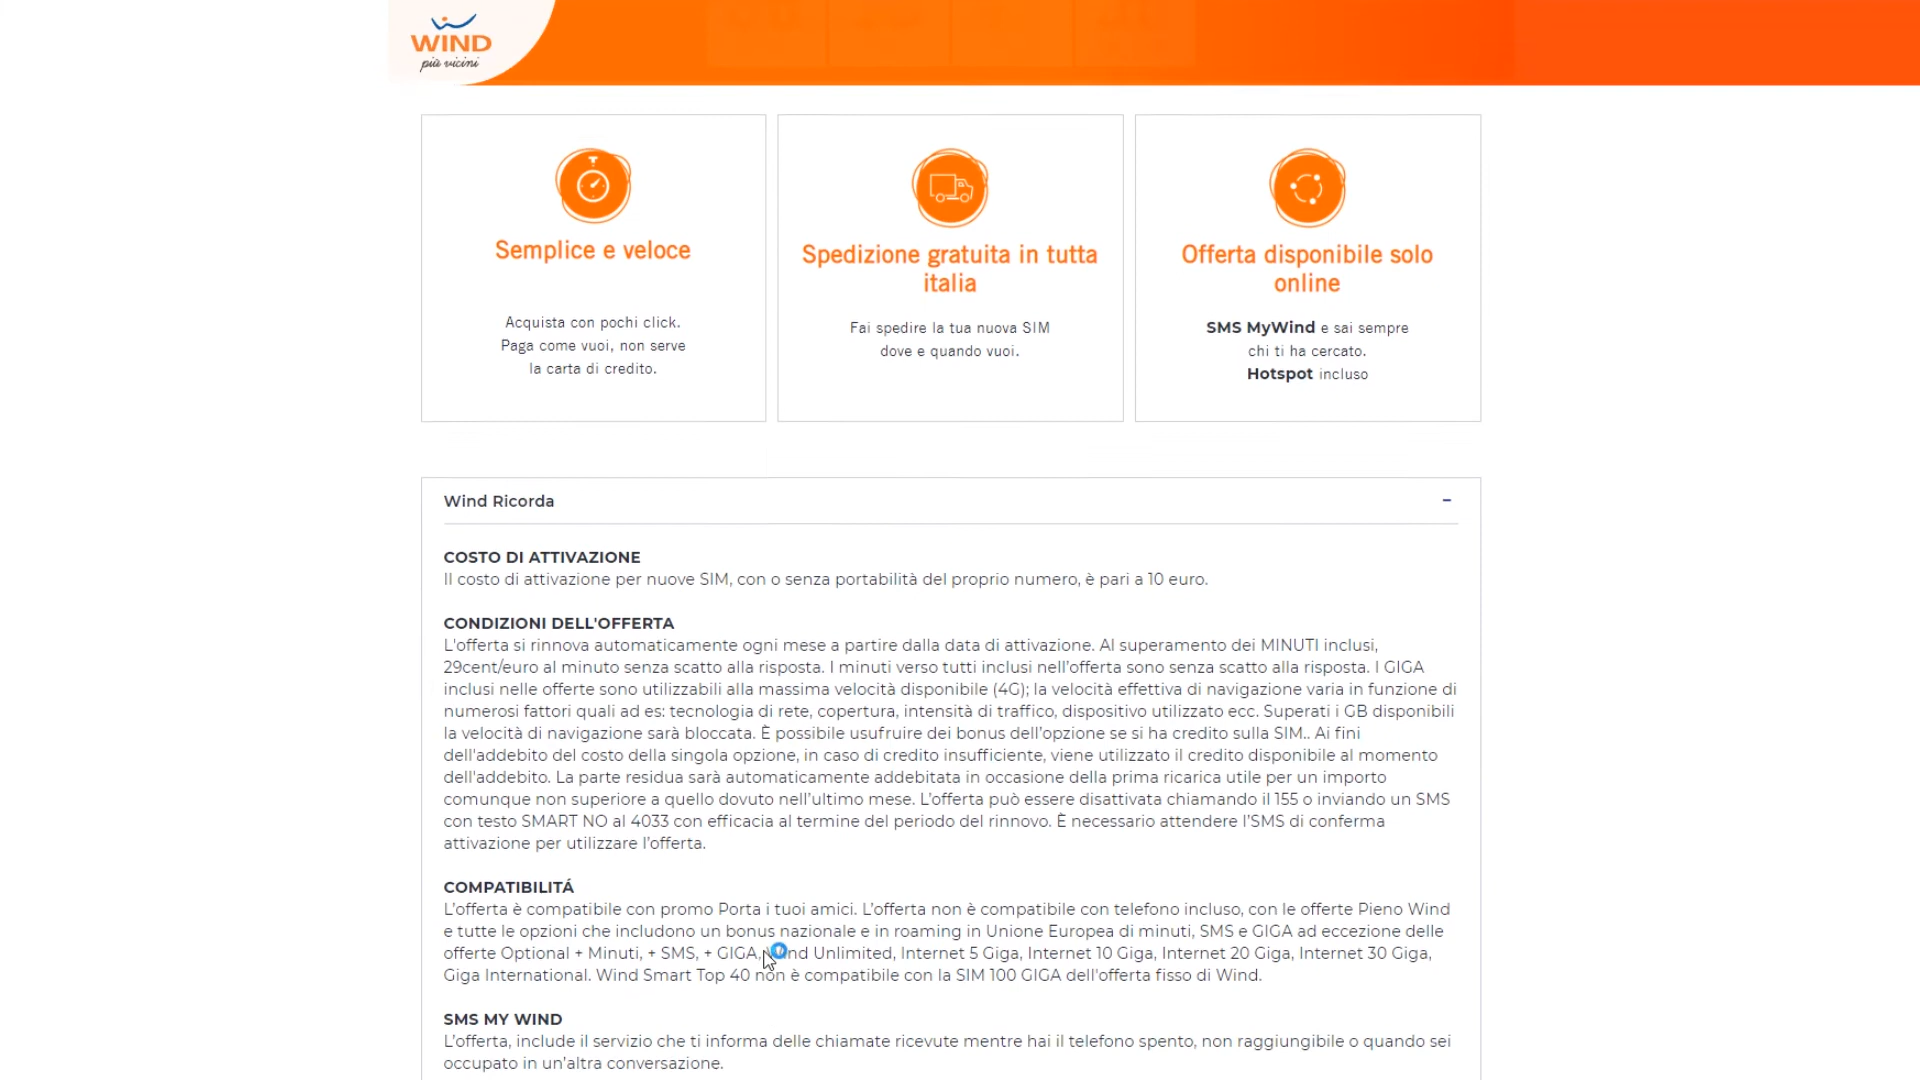 WIND
più vicini
Semplice e veloce
Acquista con pochi click.
Paga come vuoi, non serve
la carta di credito.
Spedizione gratuita in tutta
italia
Fai spedire la tua nuova SIM
dove e quando vuoi.
Offerta disponibile solo
online
SMS MyWind e sai sempre
chi ti ha cercato.
Hotspot incluso
Wind Ricorda
COSTO DI ATTIVAZIONE
Il costo di attivazione per nuove SIM, con o senza portabilità del proprio numero, è pari a 10 euro.
CONDIZIONI DELL'OFFERTA
L'offerta si rinnova automaticamente ogni mese a partire dalla data di attivazione. Al superamento dei MINUTI inclusi,
29cent/euro al minuto senza scatto alla risposta. I minuti verso tutti inclusi nell'offerta sono senza scatto alla risposta. I GIGA
inclusi nelle offerte sono utilizzabili alla massima velocità disponibile (4G); la velocità effettiva di navigazione varia in funzione di
numerosi fattori quali ad es: tecnologia di rete, copertura, intensità di traffico, dispositivo utilizzato ecc. Superati i GB disponibili
la velocità di navigazione sarà bloccata. È possibile usufruire dei bonus dell'opzione se si ha credito sulla SIM.. Ai fini
dell'addebito del costo della singola opzione, in caso di credito insufficiente, viene utilizzato il credito disponibile al momento
dell'addebito. La parte residua sarà automaticamente addebitata in occasione della prima ricarica utile per un importo
comunque non superiore a quello dovuto nell'ultimo mese. L'offerta può essere disattivata chiamando il 155 o inviando un SMS
con testo SMART NO al 4033 con efficacia al termine del periodo del rinnovo. È necessario attendere l'SMS di conferma
attivazione per utilizzare l'offerta.
COMPATIBILITÁ
L'offerta è compatibile con promo Porta i tuoi amici. L'offerta non è compatibile con telefono incluso, con le offerte Pieno Wind
e tutte le opzioni che includono un bonus nazionale e in roaming in Unione Europea di minuti, SMS e GIGA ad eccezione delle
offerte Optional + Minuti, + SMS, + GIGA, Wind Unlimited, Internet 5 Giga, Internet 10 Giga, Internet 20 Giga, Internet 30 Giga,
Giga International. Wind Smart Top 40 non è compatibile con la SIM 100 GIGA dell'offerta fisso di Wind.
SMS MY WIND
L'offerta, include il servizio che ti informa delle chiamate ricevute mentre hai il telefono spento, non raggiungibile o quando sei
occupato in un'altra conversazione.